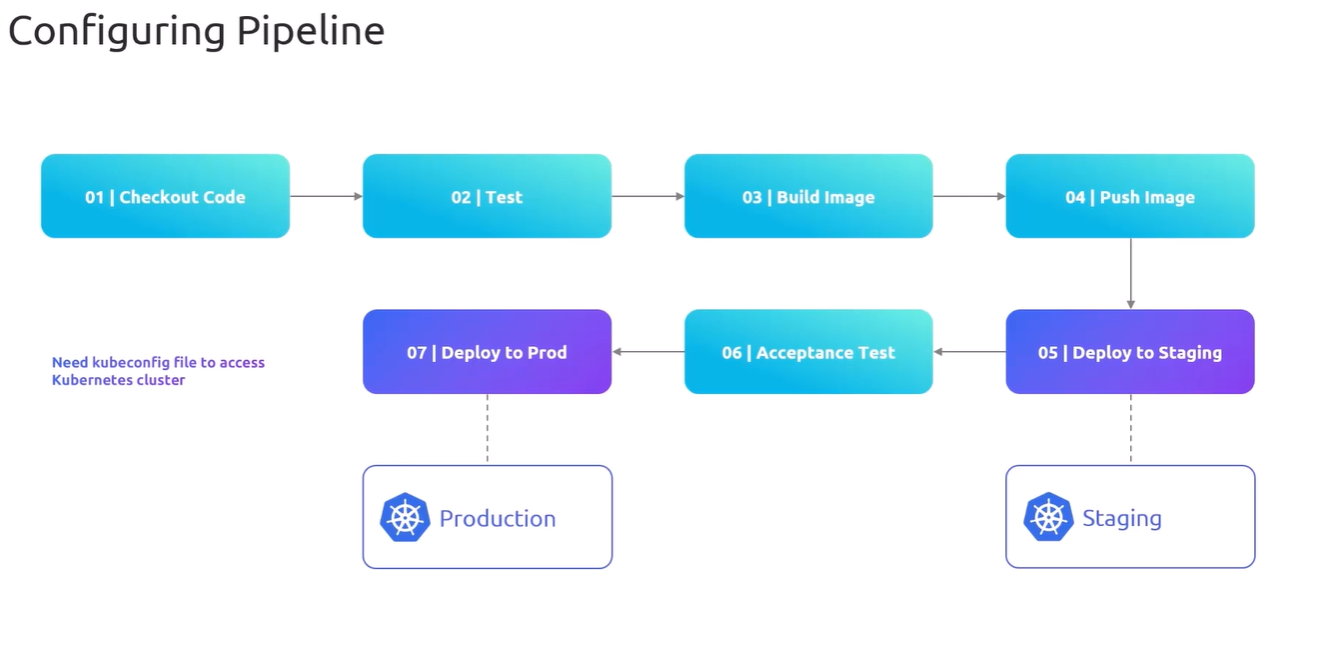 Configuring Pipeline
01 | Checkout Code
02 | Test
03 | Build Image
04 | Push Image
07 | Deploy to Prod
06 | Acceptance Test
05 | Deploy to Staging
Need kubeconfig file to access
Kubernetes cluster
Production
Staging